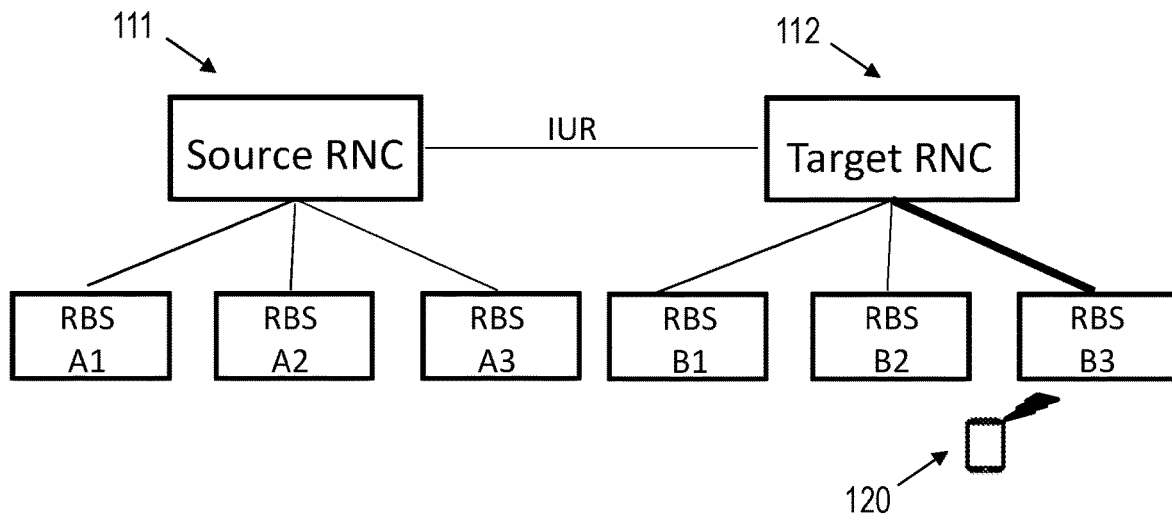 111
112
Source RNC
IUR
Target RNC
RBS
A1
RBS
A2
RBS
A3
RBS
B1
RBS
B2
RBS
B3
120